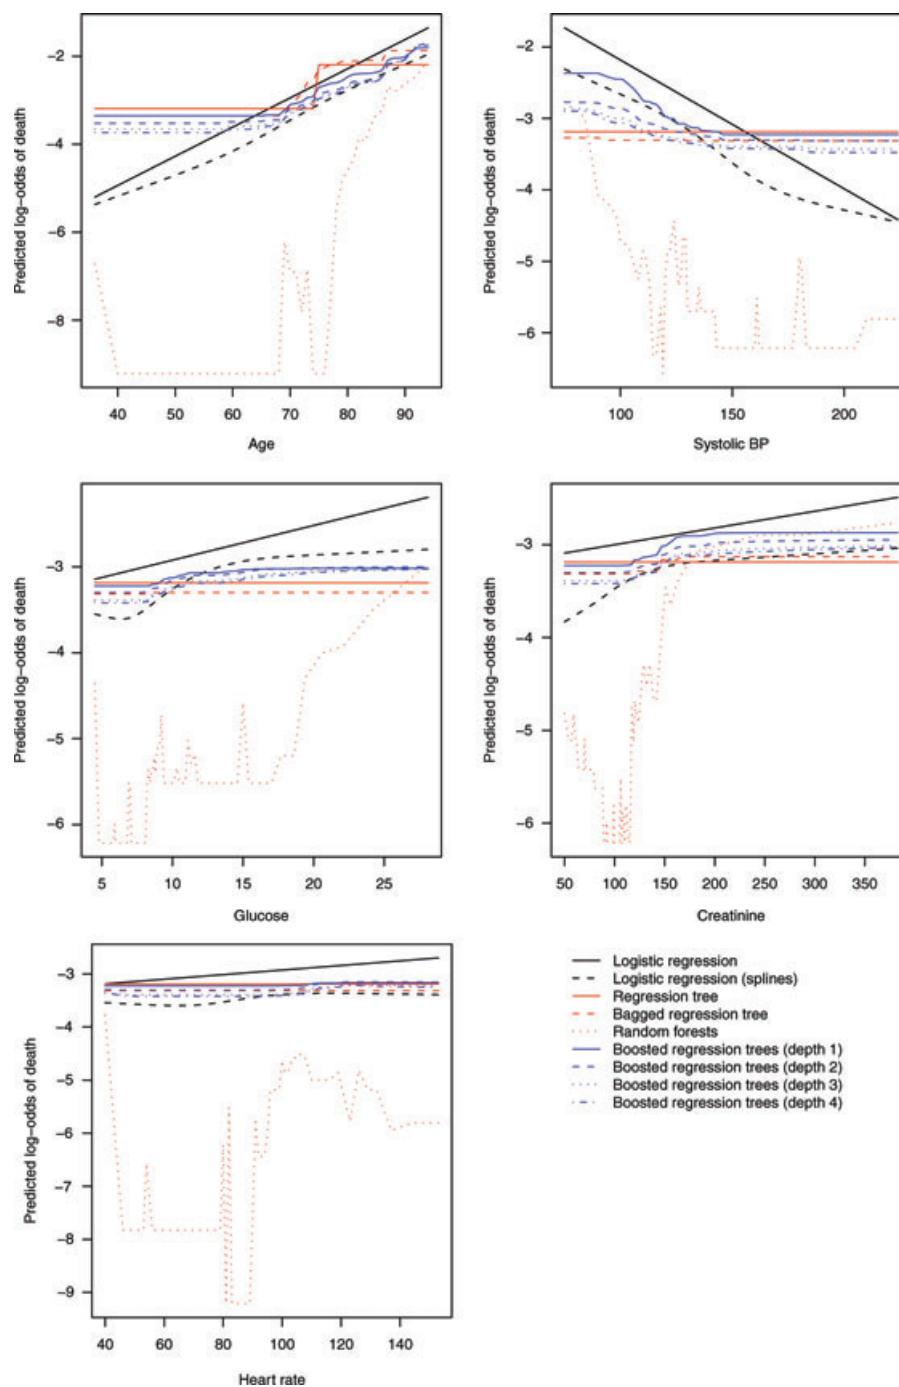 Predicted log−odds of death
−2
−4
−6
−8
40 50 60 70 80 90
Age
Predicted log−odds of death
−2
−3
−4
−5
−6
100 150 200
Systolic BP
Predicted log−odds of death
−3
−4
−5
−6
5 10 15 20 25
Glucose
Predicted log−odds of death
−3
−4
−5
−6
50 100 150 200 250 300 350
Creatinine
Predicted log−odds of death
−3
−4
−5
−6
−7
−8
−9
40 60 80 100 120 140
Heart rate
Logistic regression
Logistic regression (splines)
Regression tree
Bagged regression tree
Random forests
Boosted regression trees (depth 1)
Boosted regression trees (depth 2)
Boosted regression trees (depth 3)
Boosted regression trees (depth 4)